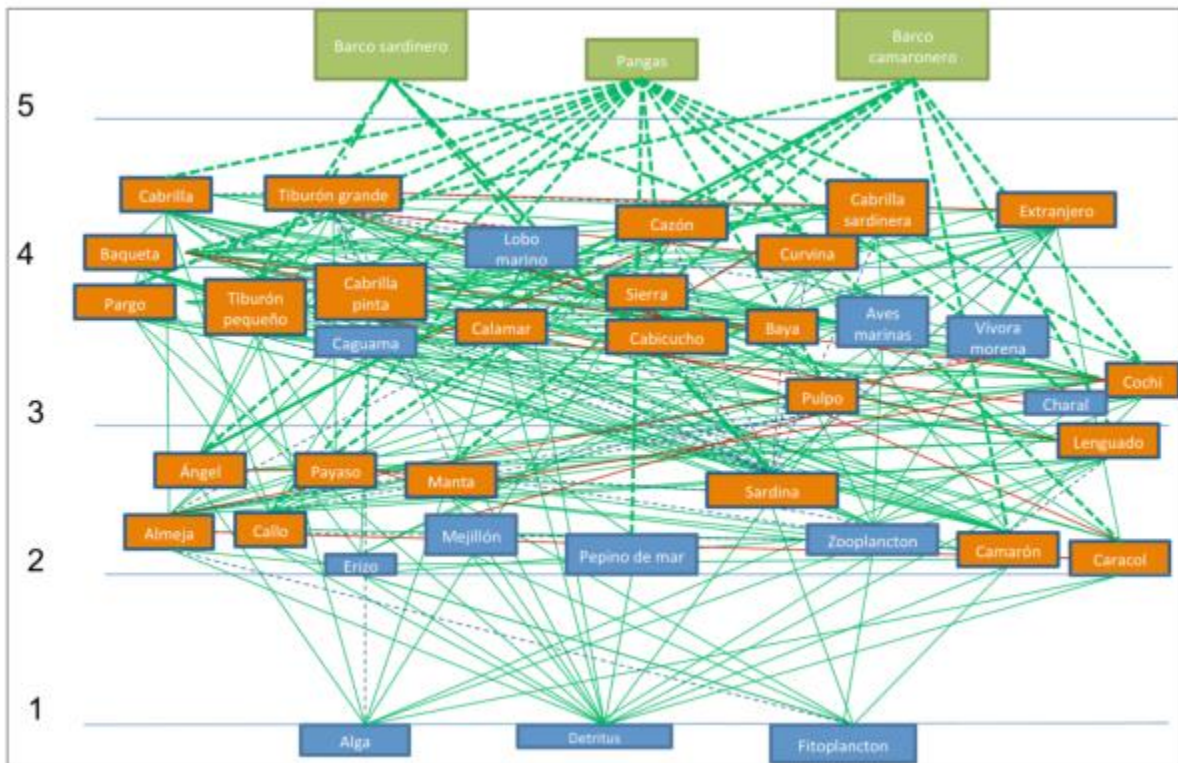 Barco sardinero
Pangas
Barco
camaronero
5
Cabrilla
Tiburón grande
Cazón
Cabrilla
sardinera
Extranjero
Baqueta
Lobo
marino
Curvina
4
Pargo
Tiburón
pequeño
Cabrilla
pinta
Sierra
Calamar
Cabicucho
Baya
Aves
marinas
Vívora
morena
Caguama
Pulpo
Cochi
Charal
3
Ángel
Payaso
Manta
Sardina
Lenguado
Almeja
Callo
Mejillón
Pepino de mar
Zooplancton
Camarón
Caracol
Erizo
2
1
Alga
Detritus
Fitoplancton